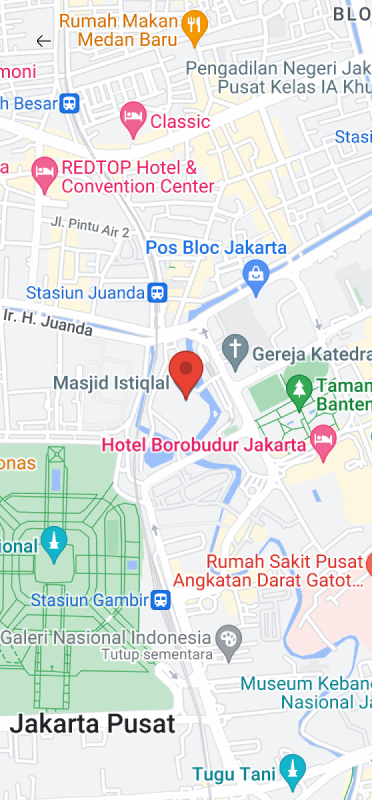 BLO
Rumah Makan
Medan Baru
Pengadilan Negeri Jak
Pusat Kelas IA Khu
moni
h Besar
Classic
Stasi
a
REDTOP Hotel &
Convention Center
Jl. Pintu Air 2
Pos Bloc Jakarta
Stasiun Juanda
Ir. H. Juanda
Gereja Katedra
Masjid Istiqlal
Taman
Banten
Hotel Borobudur Jakarta
onas
ional
Rumah Sakit Pusat
Angkatan Darat Gatot...
Stasiun Gambir
Galeri Nasional Indonesia
Tutup sementara
Museum Keban
Nasional Ja
Jakarta Pusat
Tugu Tani